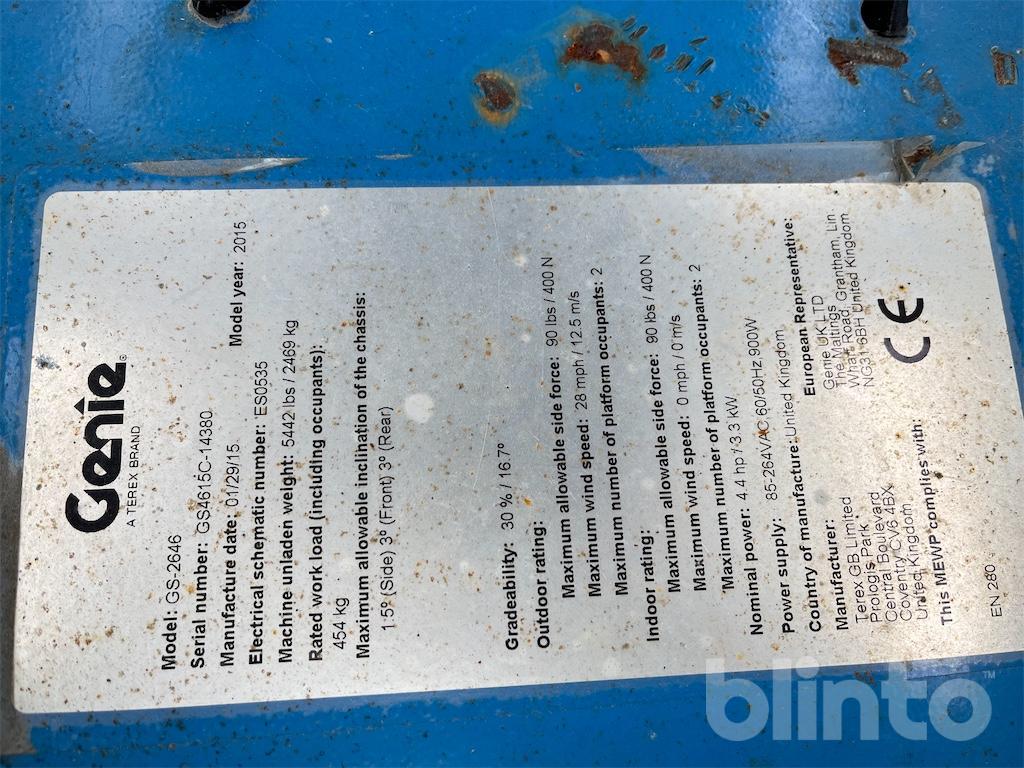 Genie®
A TEREX BRAND
Model: GS-2646
Serial number: GS4615C-14380
Manufacture date: 01/29/15 Model year: 2015
Electrical schematic number: ES0535
Machine unladen weight: 5442 lbs / 2469 kg
Rated work load (including occupants):
454 kg
Maximum allowable inclination of the chassis:
1.5º (Side) 3º (Front) 3º (Rear)
Gradeability: 30 % / 16.7°
Outdoor rating:
Maximum allowable side force: 90 lbs / 400 N
Maximum wind speed: 28 mph / 12.5 m/s
Maximum number of platform occupants: 2
Indoor rating:
Maximum allowable side force: 90 lbs / 400 N
Maximum wind speed: 0 mph / 0 m/s
Maximum number of platform occupants: 2
Nominal power: 4.4 hp / 3.3 kW
Power supply: 85-264VAC,60/50Hz,900W
Country of manufacture: United Kingdom
Manufacturer: European Representative:
Terex GB Limited Genie UK LTD
Prologis Park The Maltings
Central Boulevard Wharf Road, Grantham, Lin
Coventry CV6 4BX NG31 6BH United Kingdom
United Kingdom
This MEWP complies with: CE
EN 280
blinto™